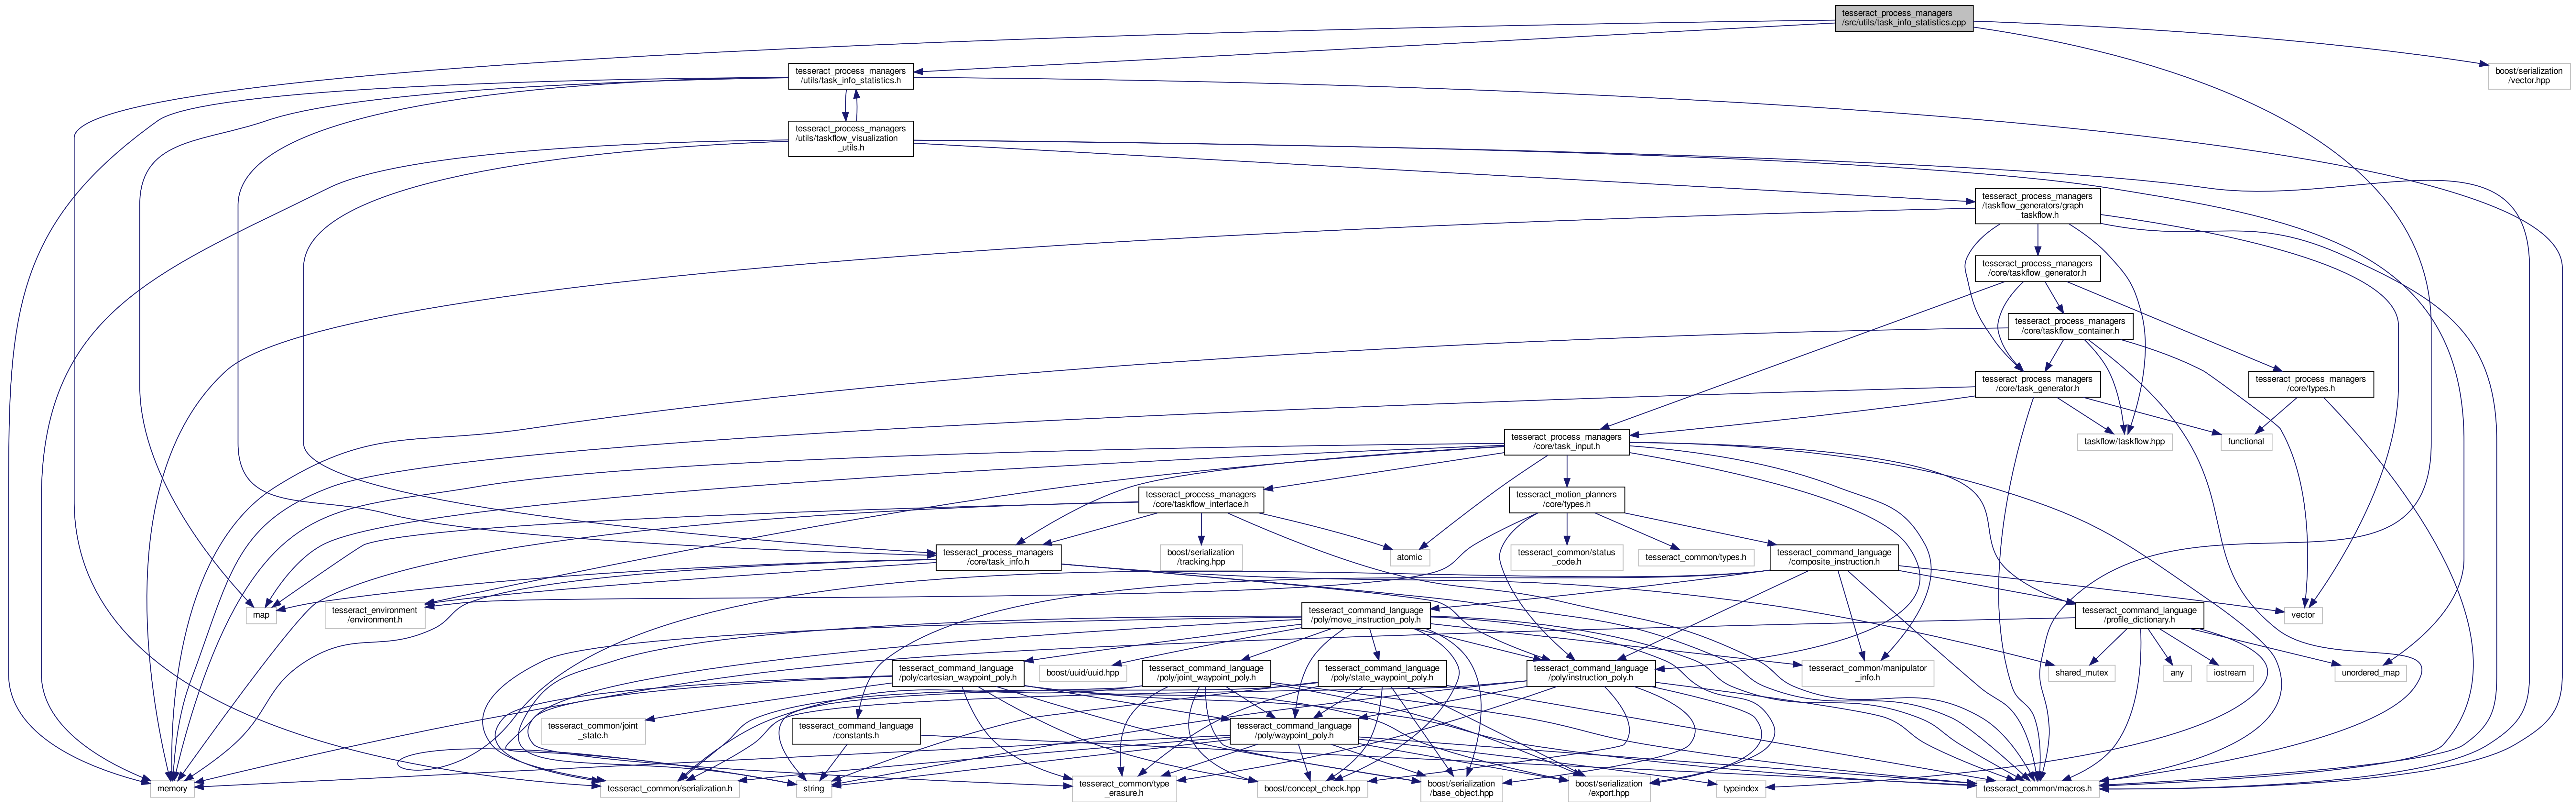 tesseract_process_managers
/src/utils/task_info_statistics.cpp
tesseract_process_managers
/utils/task_info_statistics.h
boost/serialization
/vector.hpp
tesseract_process_managers
/utils/taskflow_visualization
_utils.h
tesseract_process_managers
/taskflow_generators/graph
_taskflow.h
tesseract_process_managers
/core/taskflow_generator.h
tesseract_process_managers
/core/taskflow_container.h
tesseract_process_managers
/core/task_generator.h
tesseract_process_managers
/core/types.h
tesseract_process_managers
/core/task_input.h
taskflow/taskflow.hpp
functional
tesseract_process_managers
/core/taskflow_interface.h
tesseract_motion_planners
/core/types.h
tesseract_process_managers
/core/task_info.h
boost/serialization
/tracking.hpp
atomic
tesseract_common/status
_code.h
tesseract_common/types.h
tesseract_command_language
/composite_instruction.h
map
tesseract_environment
/environment.h
tesseract_command_language
/poly/move_instruction_poly.h
tesseract_command_language
/profile_dictionary.h
vector
tesseract_command_language
/poly/cartesian_waypoint_poly.h
boost/uuid/uuid.hpp
tesseract_command_language
/poly/joint_waypoint_poly.h
tesseract_command_language
/poly/state_waypoint_poly.h
tesseract_command_language
/poly/instruction_poly.h
tesseract_common/manipulator
_info.h
shared_mutex
any
iostream
unordered_map
tesseract_common/joint
_state.h
tesseract_command_language
/constants.h
tesseract_command_language
/poly/waypoint_poly.h
memory
tesseract_common/serialization.h
string
tesseract_common/type
_erasure.h
boost/concept_check.hpp
boost/serialization
/base_object.hpp
boost/serialization
/export.hpp
typeindex
tesseract_common/macros.h